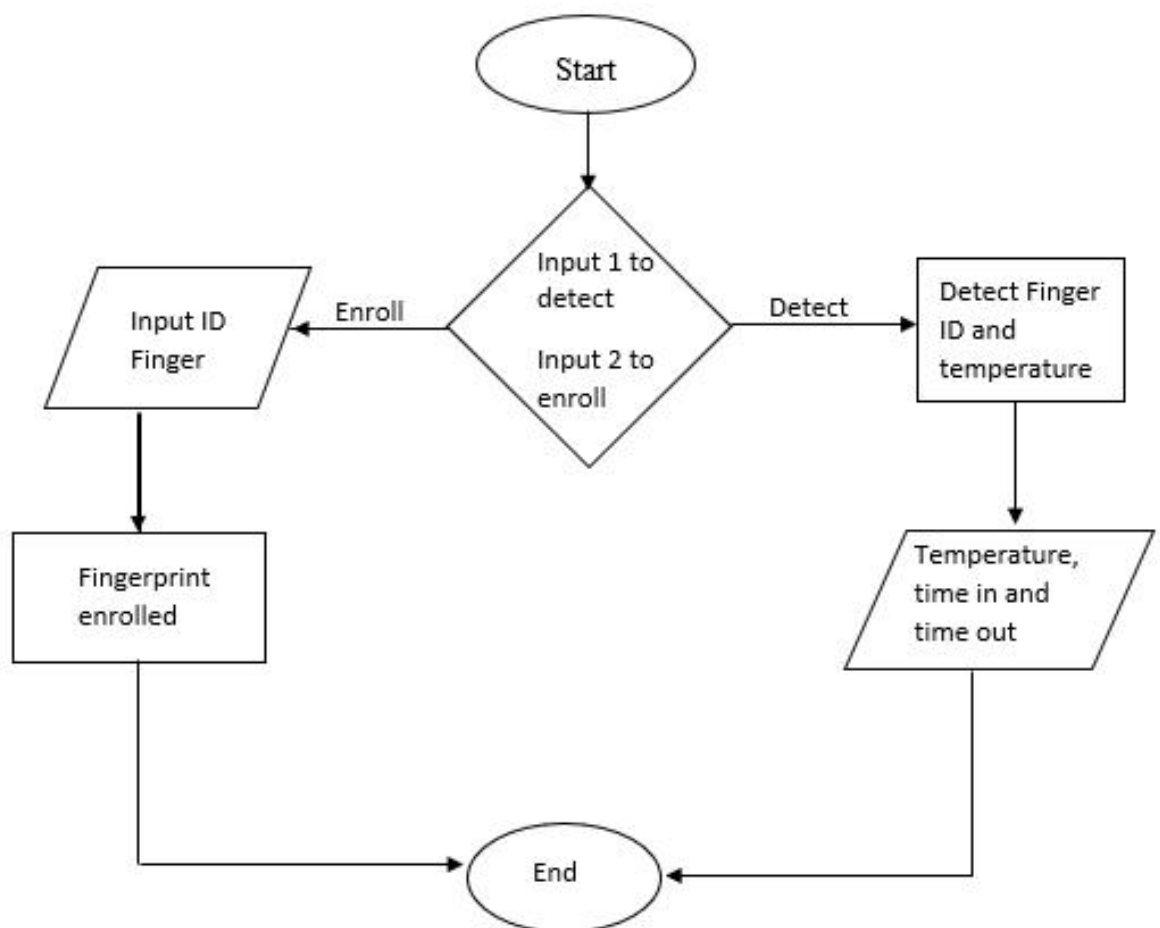 Start
Input 1 to
detect
Input 2 to
enroll
Enroll
Detect
Input ID
Finger
Detect Finger
ID and
temperature
Fingerprint
enrolled
Temperature,
time in and
time out
End